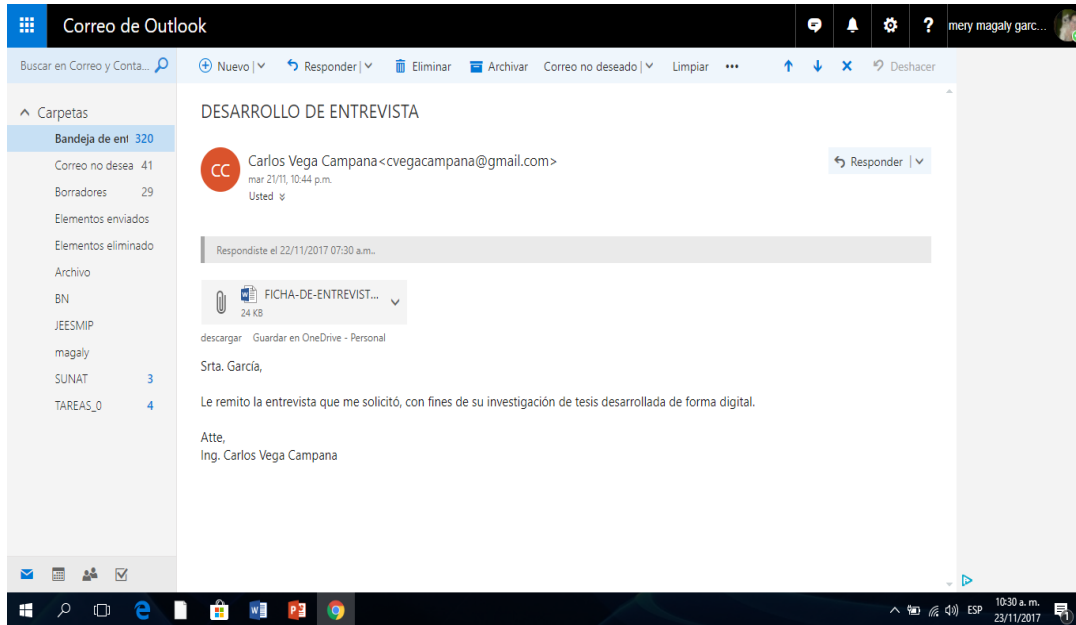 Correo de Outlook
mery magaly garc...
Buscar en Correo y Conta...
Nuevo | Responder | Eliminar Archivar Correo no deseado | Limpiar ... Deshacer
Carpetas
Bandeja de ent 320
Correo no desea 41
Borradores 29
Elementos enviados
Elementos eliminado
Archivo
BN
JEESMIP
magaly
SUNAT 3
TAREAS_0 4
DESARROLLO DE ENTREVISTA
CC
Carlos Vega Campana<cvegacampana@gmail.com>
mar 21/11, 10:44 p.m.
Usted
Responder |
Respondiste el 22/11/2017 07:30 a.m..
FICHA-DE-ENTREVIST...
24 KB
descargar Guardar en OneDrive - Personal
Srta. García,
Le remito la entrevista que me solicitó, con fines de su investigación de tesis desarrollada de forma digital.
Atte,
Ing. Carlos Vega Campana
ESP
10:30 a. m.
23/11/2017
1